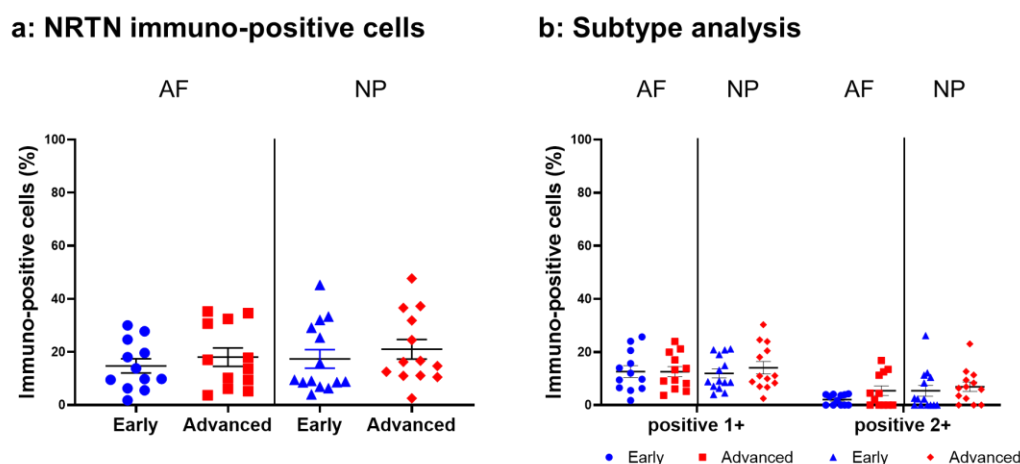 a: NRTN immuno-positive cells
AF NP
Immuno-positive cells (%)
100
80
60
40
20
0
Early Advanced Early Advanced
b: Subtype analysis
AF NP AF NP
Immuno-positive cells (%)
100
80
60
40
20
0
positive 1+ positive 2+
Early Advanced Early Advanced